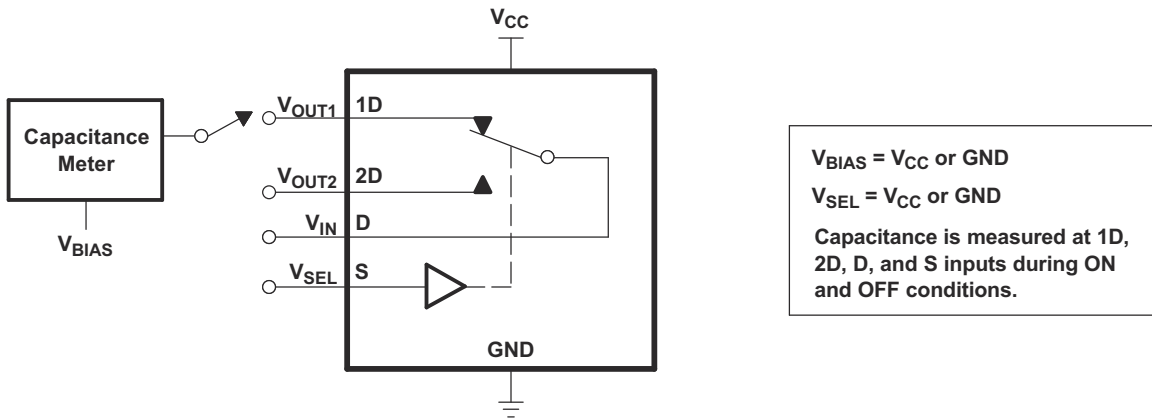 V_CC
Capacitance
Meter
V_BIAS
V_OUT1 1D
V_OUT2 2D
V_IN D
V_SEL S
GND
V_BIAS = V_CC or GND
V_SEL = V_CC or GND
Capacitance is measured at 1D,
2D, D, and S inputs during ON
and OFF conditions.